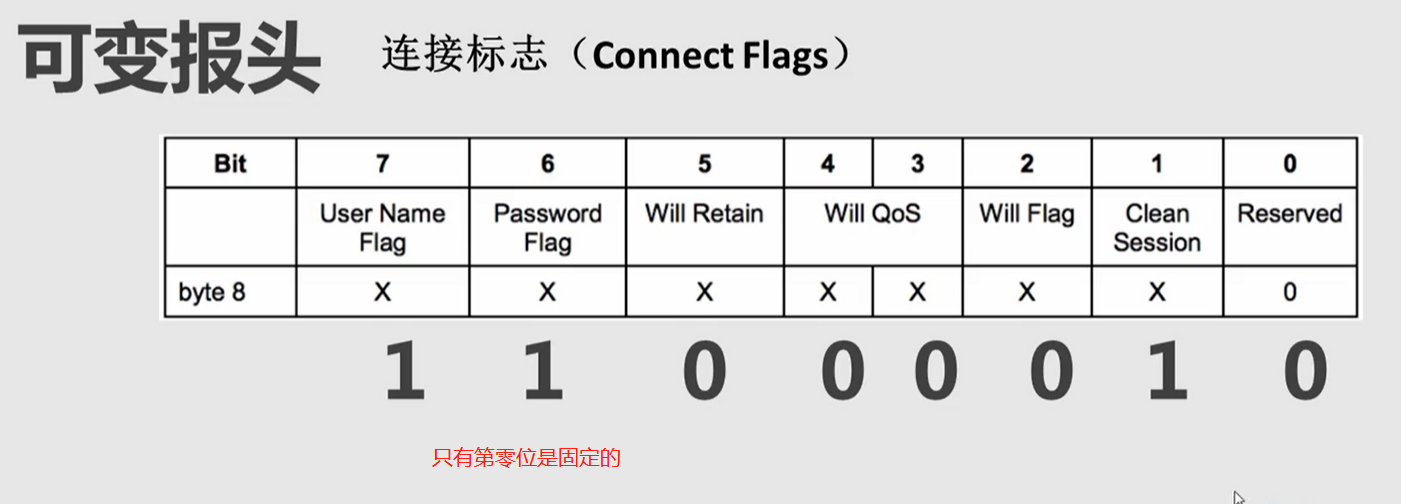 可变报头 连接标志（Connect Flags）
Bit 7 6 5 4 3 2 1 0
User Name Flag Password Flag Will Retain Will QoS Will Flag Clean Session Reserved
byte 8 X X X X X X X 0
1 1 0 0 0 0 1 0
只有第零位是固定的